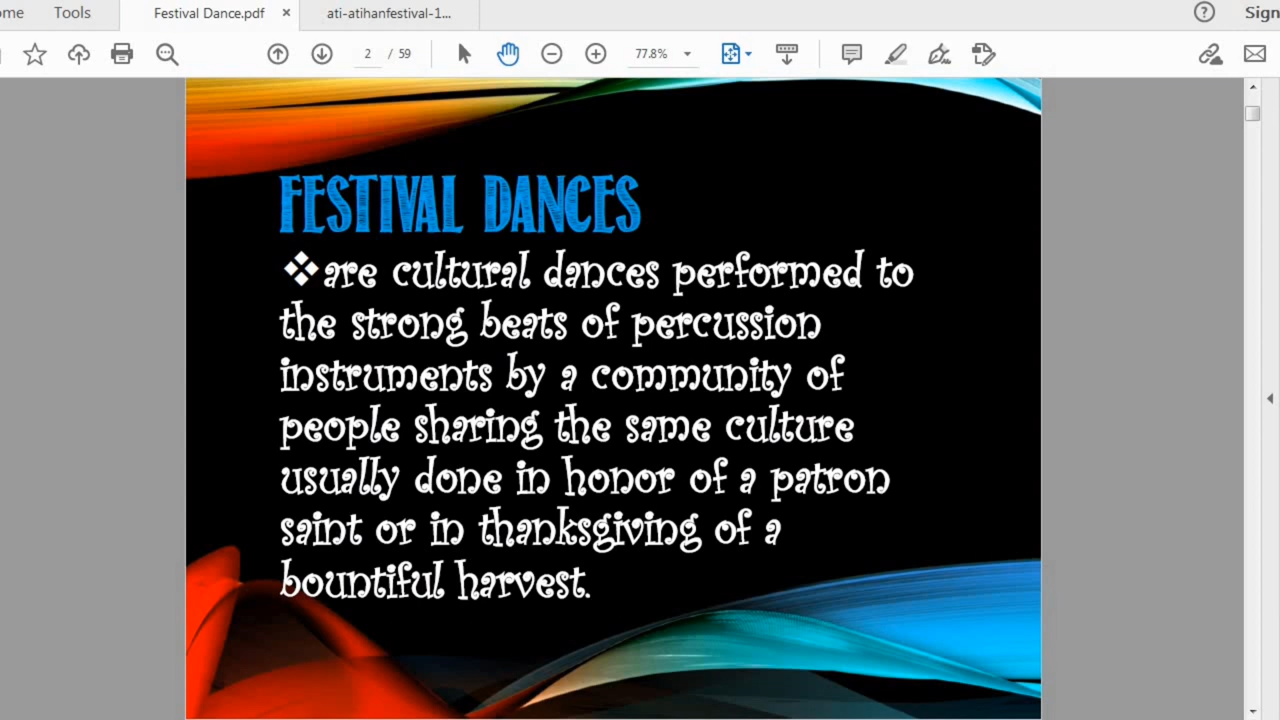 ome Tools Festival Dance.pdf × ati-atihanfestival-1... ? Sign
2 / 59 77.8%
FESTIVAL DANCES
❖are cultural dances performed to
the strong beats of percussion
instruments by a community of
people sharing the same culture
usually done in honor of a patron
saint or in thanksgiving of a
bountiful harvest.